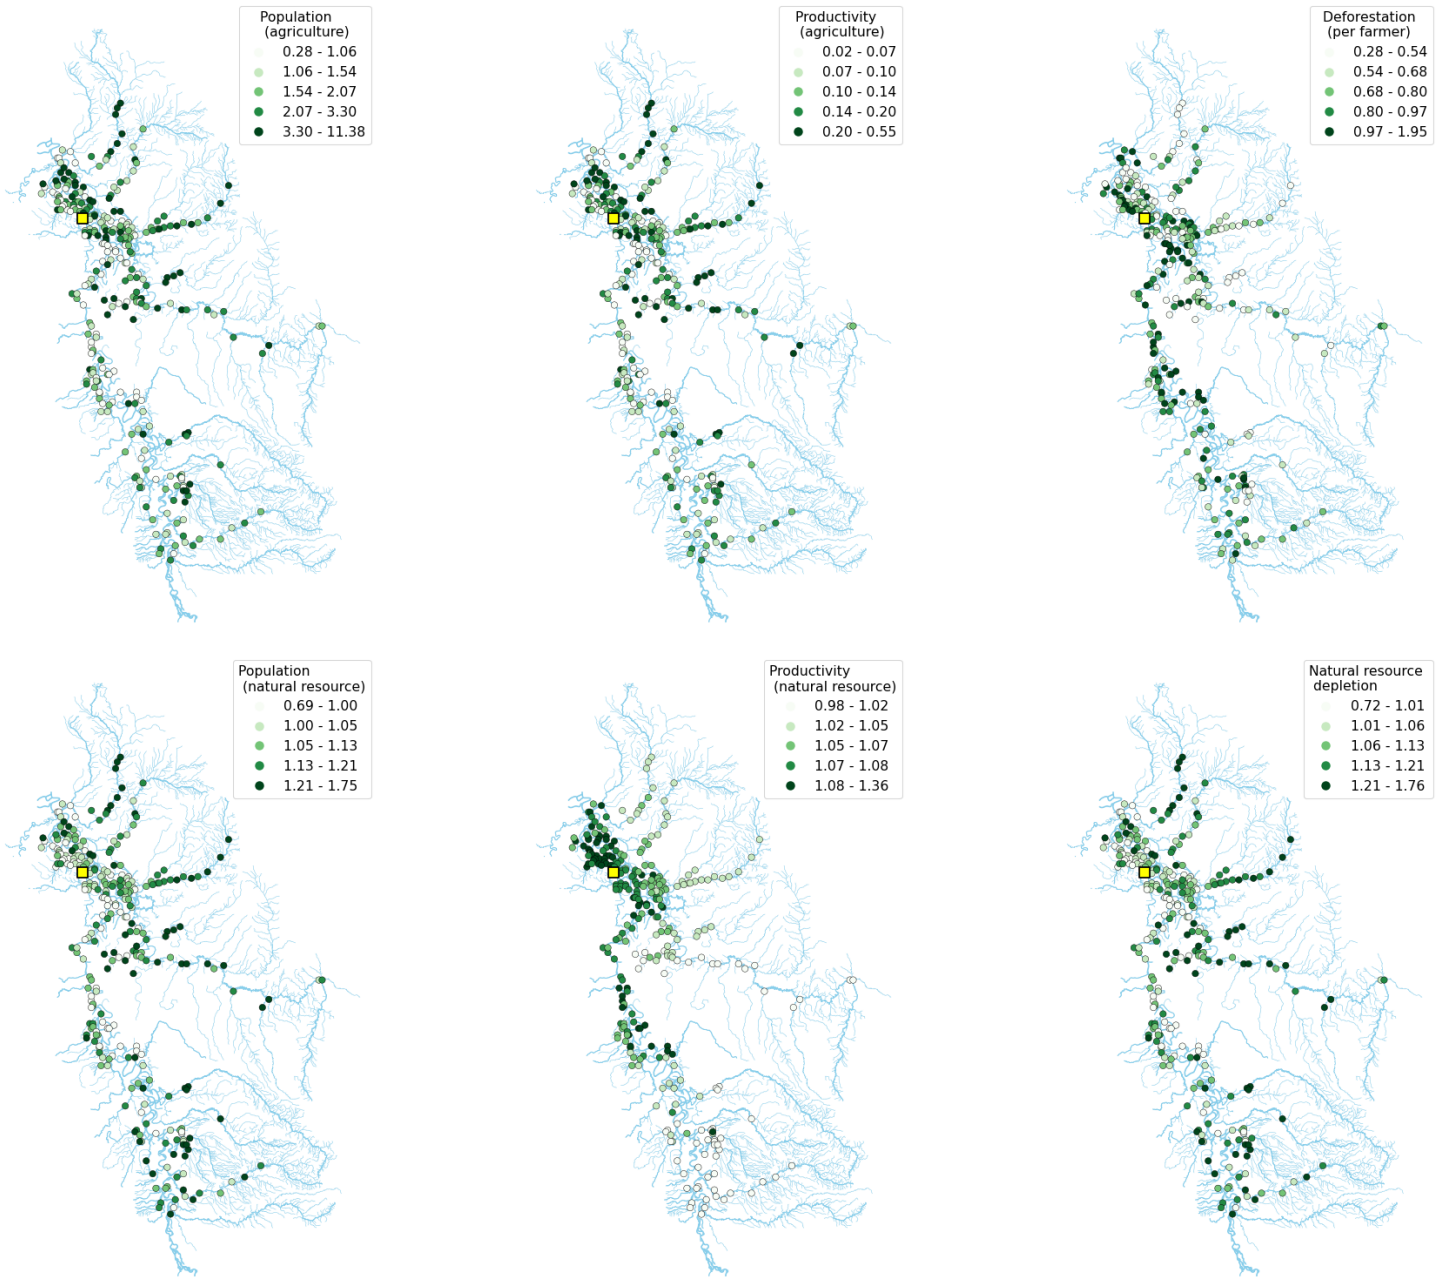 Population
(agriculture)
0.28 - 1.06
1.06 - 1.54
1.54 - 2.07
2.07 - 3.30
3.30 - 11.38
Productivity
(agriculture)
0.02 - 0.07
0.07 - 0.10
0.10 - 0.14
0.14 - 0.20
0.20 - 0.55
Deforestation
(per farmer)
0.28 - 0.54
0.54 - 0.68
0.68 - 0.80
0.80 - 0.97
0.97 - 1.95
Population
(natural resource)
0.69 - 1.00
1.00 - 1.05
1.05 - 1.13
1.13 - 1.21
1.21 - 1.75
Productivity
(natural resource)
0.98 - 1.02
1.02 - 1.05
1.05 - 1.07
1.07 - 1.08
1.08 - 1.36
Natural resource
depletion
0.72 - 1.01
1.01 - 1.06
1.06 - 1.13
1.13 - 1.21
1.21 - 1.76